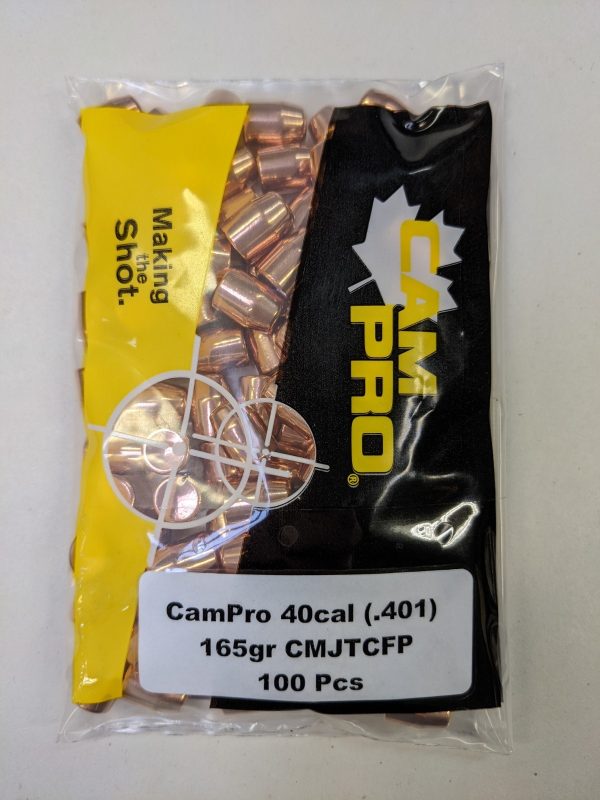 Making
the
Shot.
CAM
PRO®
CamPro 40cal (.401)
165gr CMJTCFP
100 Pcs